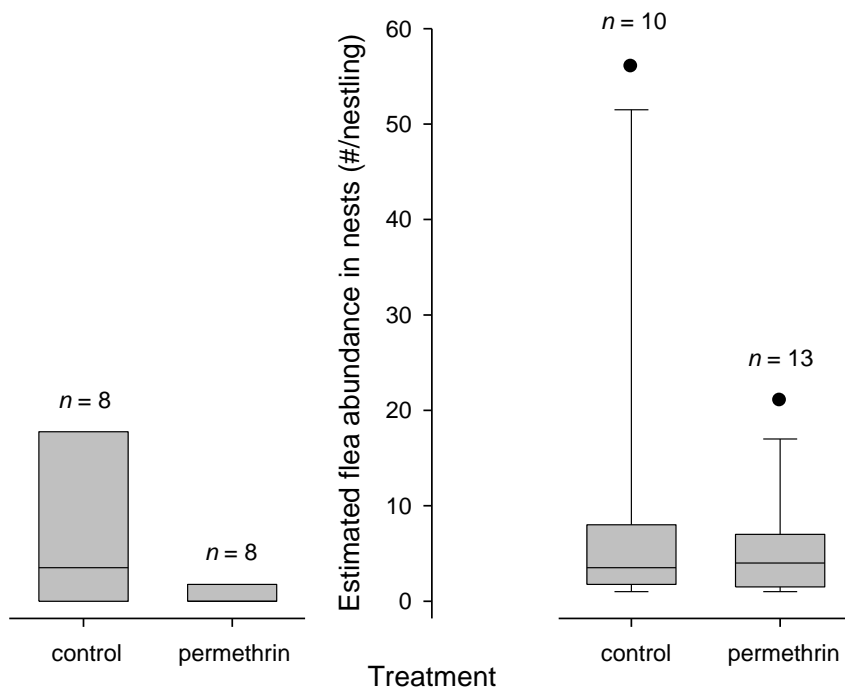 60
50
40
30
20
10
0
Estimated flea abundance in nests (#/nestling)
n = 8
n = 8
n = 10
n = 13
control
permethrin
control
permethrin
Treatment